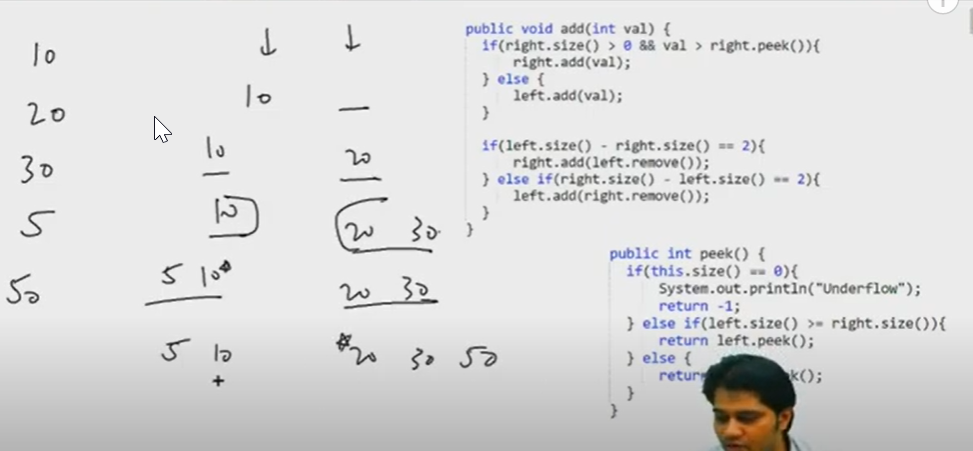 10
20
30
5
50
↓ ↓
10 —
10 20
10 20 30
5 10 20 30
5 10 *20 30 50
+
public void add(int val) {
if(right.size() > 0 && val > right.peek()){
right.add(val);
} else {
left.add(val);
}
if(left.size() - right.size() == 2){
right.add(left.remove());
} else if(right.size() - left.size() == 2){
left.add(right.remove());
}
}
public int peek() {
if(this.size() == 0){
System.out.println("Underflow");
return -1;
} else if(left.size() >= right.size()){
return left.peek();
} else {
k();
}
}